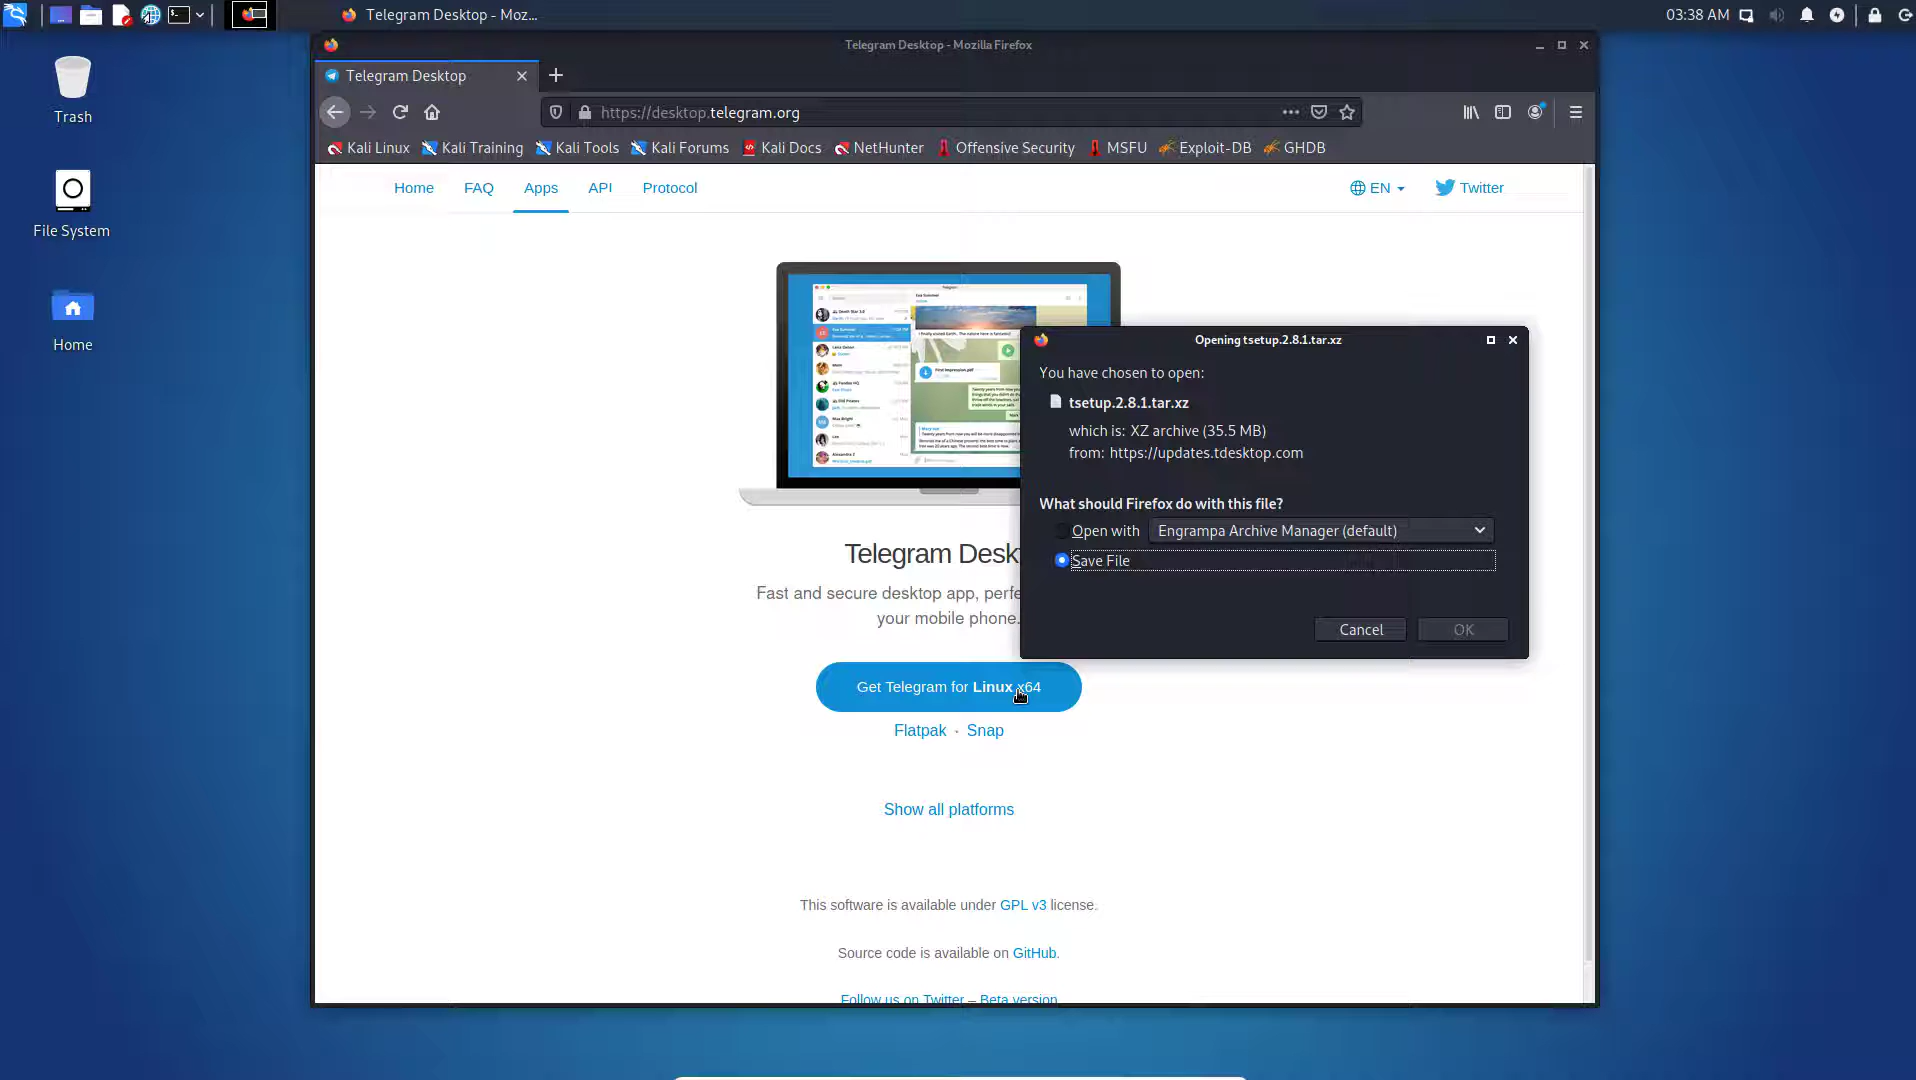 Telegram Desktop - Moz...
03:38 AM
Trash
File System
Home
Telegram Desktop - Mozilla Firefox
Telegram Desktop
https://desktop.telegram.org
Kali Linux
Kali Training
Kali Tools
Kali Forums
Kali Docs
NetHunter
Offensive Security
MSFU
Exploit-DB
GHDB
Home
FAQ
Apps
API
Protocol
EN
Twitter
Opening tsetup.2.8.1.tar.xz
You have chosen to open:
tsetup.2.8.1.tar.xz
which is: XZ archive (35.5 MB)
from: https://updates.tdesktop.com
What should Firefox do with this file?
Open with
Engrampa Archive Manager (default)
Save File
Cancel
OK
Telegram Desk
Fast and secure desktop app, perfe
your mobile phone.
Get Telegram for Linux x64
Flatpak · Snap
Show all platforms
This software is available under GPL v3 license.
Source code is available on GitHub.
Follow us on Twitter – Beta version